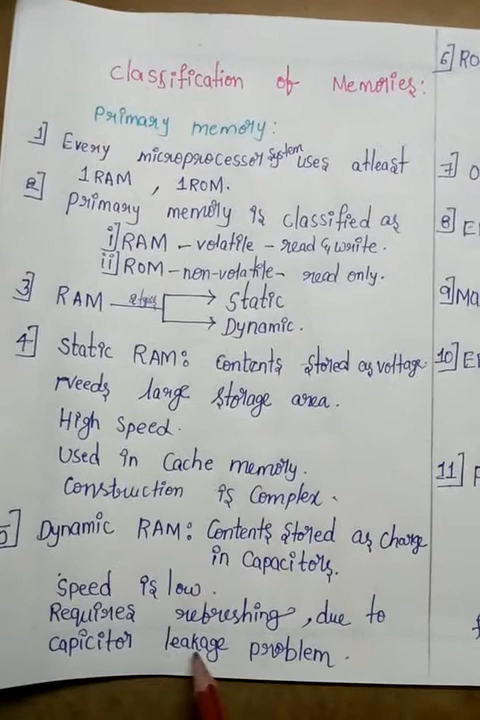 Classification of Memories:
Primary memory:
1] Every microprocessor system uses atleast
1 RAM , 1 ROM.
2] Primary memory is classified as
i] RAM - volatile - read & write.
ii] ROM - non-volatile - read only.
3] RAM 2 types → Static
→ Dynamic.
4] Static RAM: Contents stored as voltage.
Needs large storage area.
High Speed.
Used in Cache memory.
Construction is Complex.
5] Dynamic RAM: Contents stored as charge
in Capacitors.
Speed is low.
Requires refreshing, due to
capicitor leakage problem.
6] RO
7]
8]
9] Ma
10]
11]